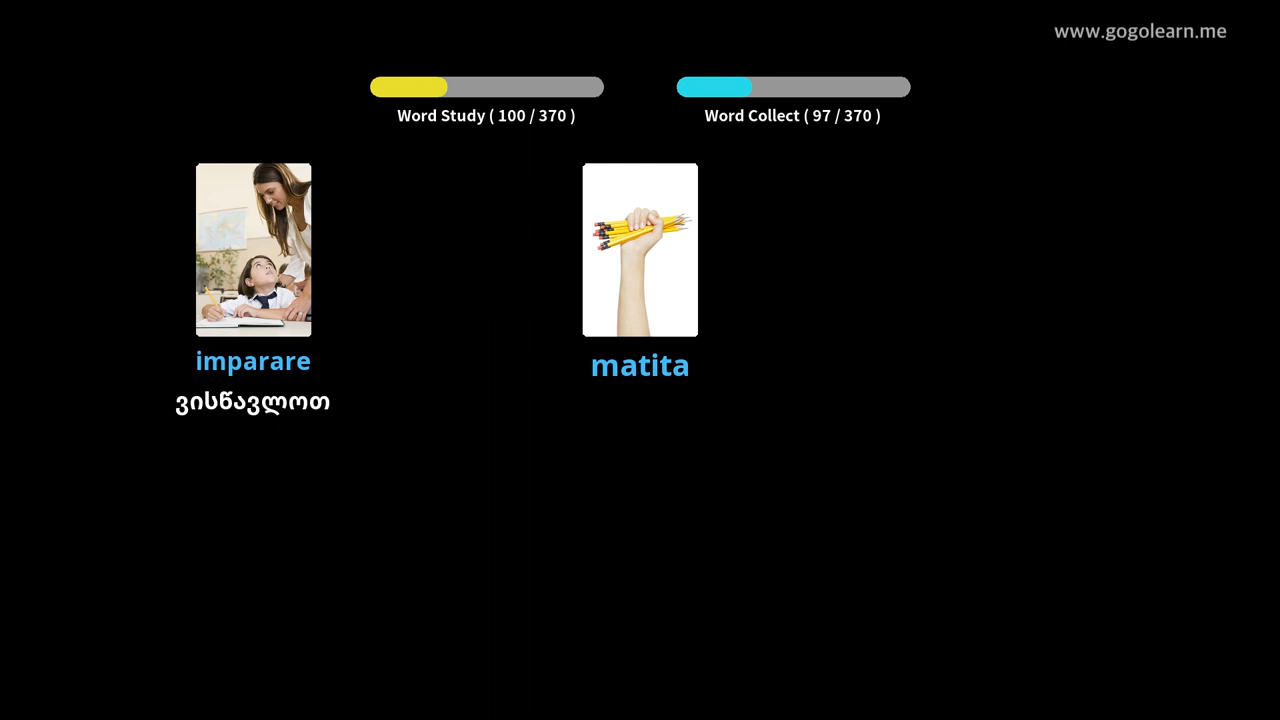 www.gogolearn.me
Word Study ( 100 / 370 )
Word Collect ( 97 / 370 )
imparare
ვისწავლოთ
matita